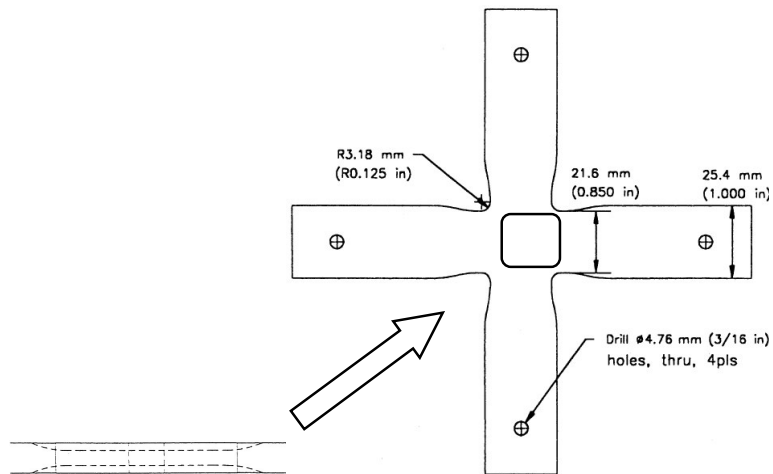 R3.18 mm
(R0.125 in)
21.6 mm
(0.850 in)
25.4 mm
(1.000 in)
Drill ø4.76 mm (3/16 in)
holes, thru, 4pls